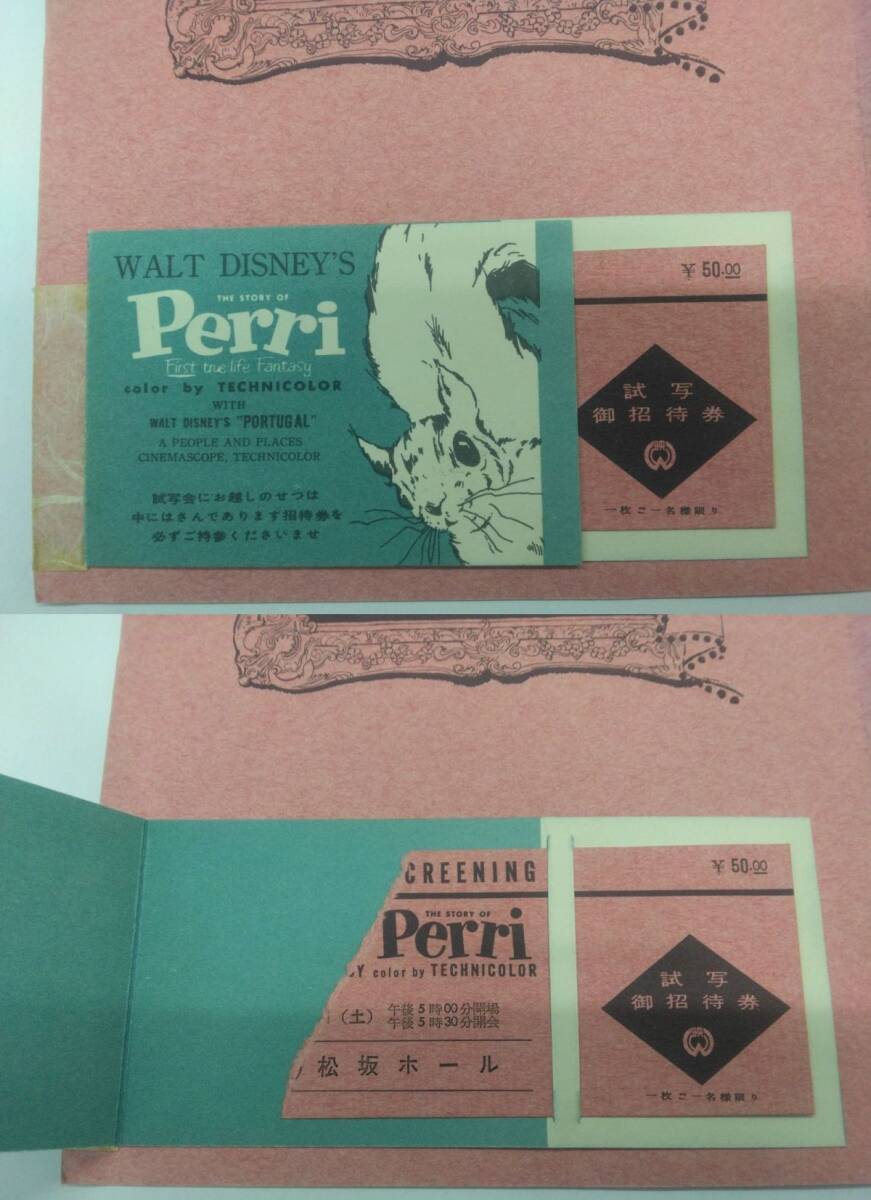 WALT DISNEY'S
THE STORY OF
Perri
First true-life Fantasy
color by TECHNICOLOR
WITH
WALT DISNEY'S "PORTUGAL"
A PEOPLE AND PLACES
CINEMASCOPE, TECHNICOLOR
試写会にお越しのせつは
中にはさんであります招待券を
必ずご持参くださいませ
¥50.00
試写
御招待券
一枚ご一名様限り
CREENING
THE STORY OF
Perri
Y color by TECHNICOLOR
(土) 午後5時00分開場
午後5時30分開会
松坂ホール
¥50.00
試写
御招待券
一枚ご一名様限り